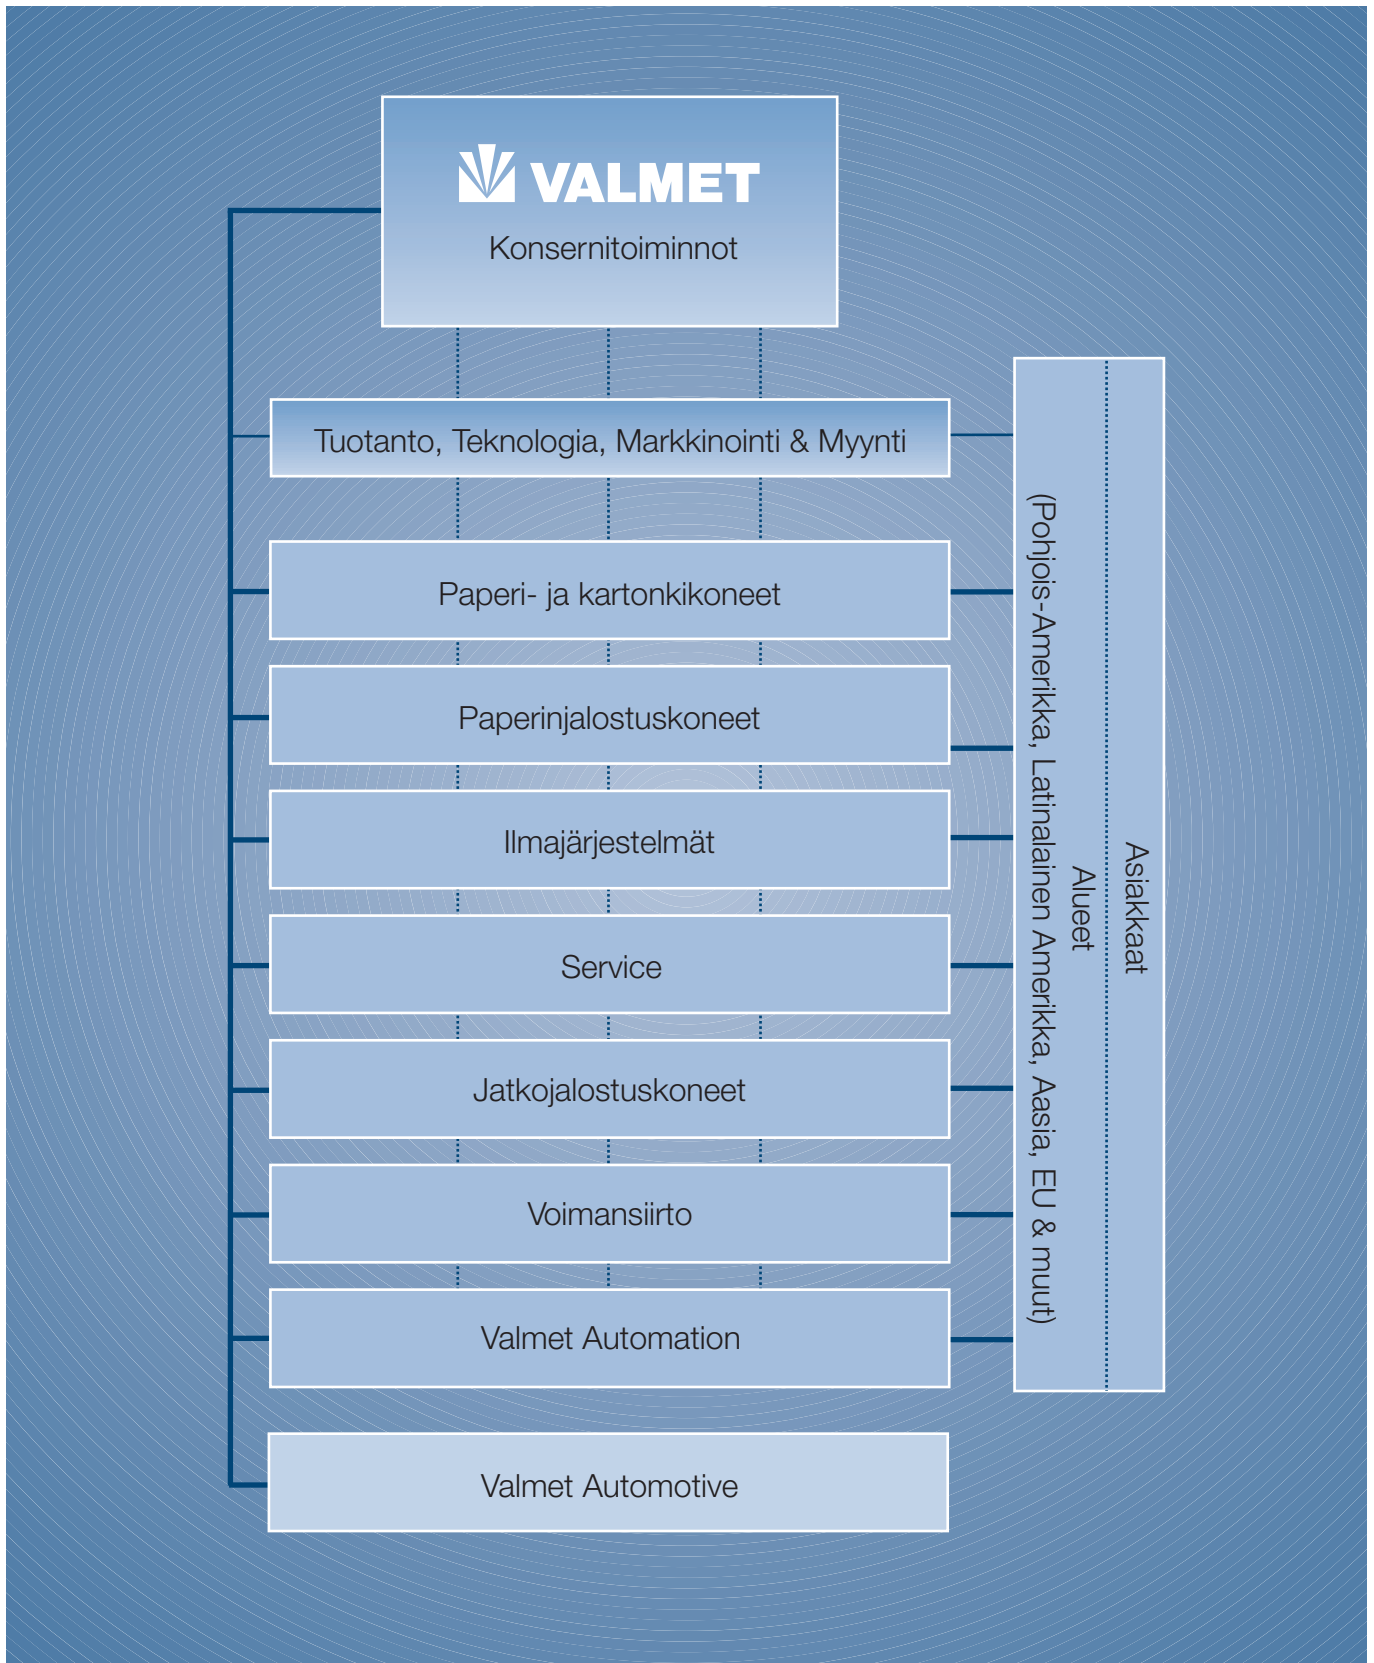 VALMET
Konsernitoiminnot
Tuotanto, Teknologia, Markkinointi & Myynti
Paperi- ja kartonkikoneet
Paperinjalostuskoneet
Ilmajärjestelmät
Service
Jatkojalostuskoneet
Voimansiirto
Valmet Automation
Valmet Automotive
Asiakkaat
Alueet
(Pohjois-Amerikka, Latinalainen Amerikka, Aasia, EU & muut)